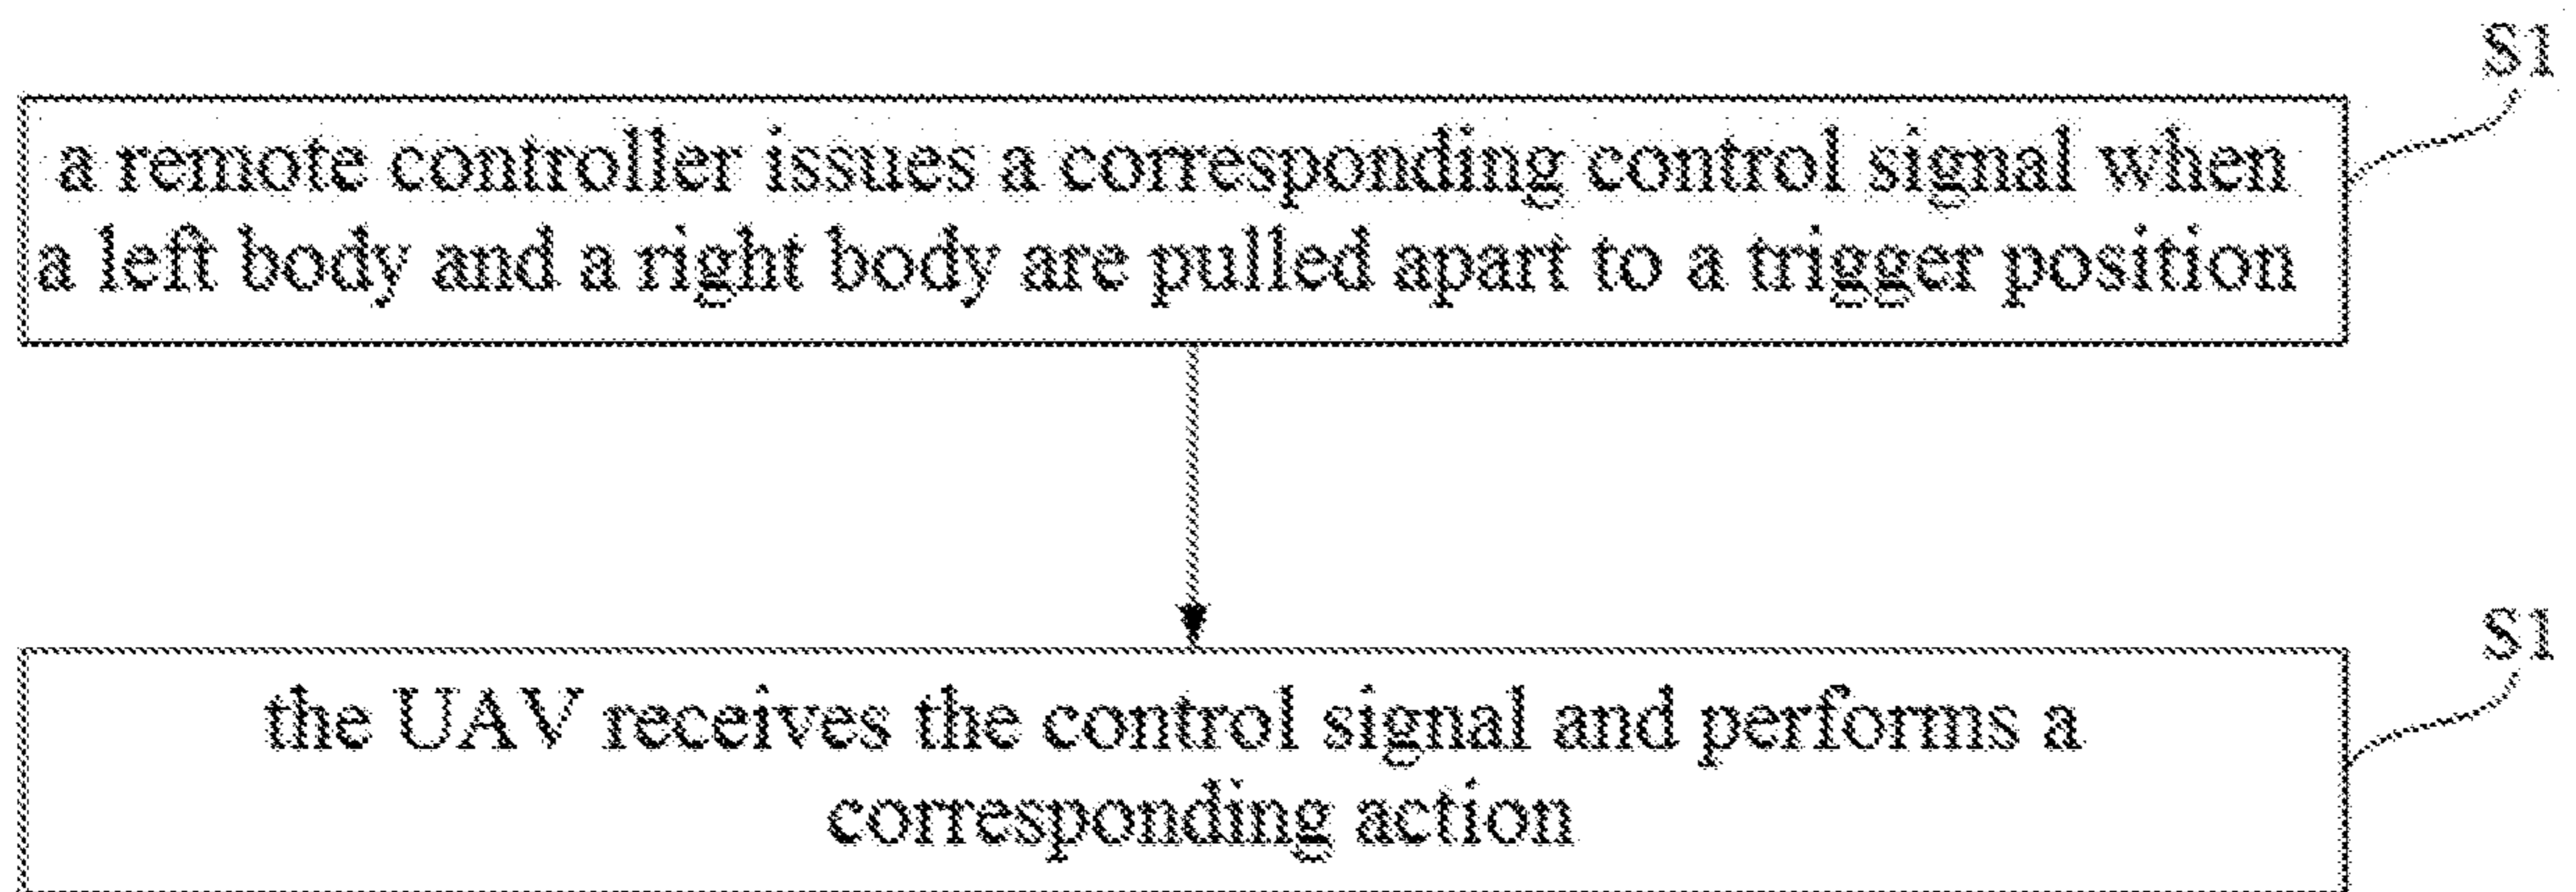 S1
a remote controller issues a corresponding control signal when
a left body and a right body are pulled apart to a trigger position
S1
the UAV receives the control signal and performs a
corresponding action